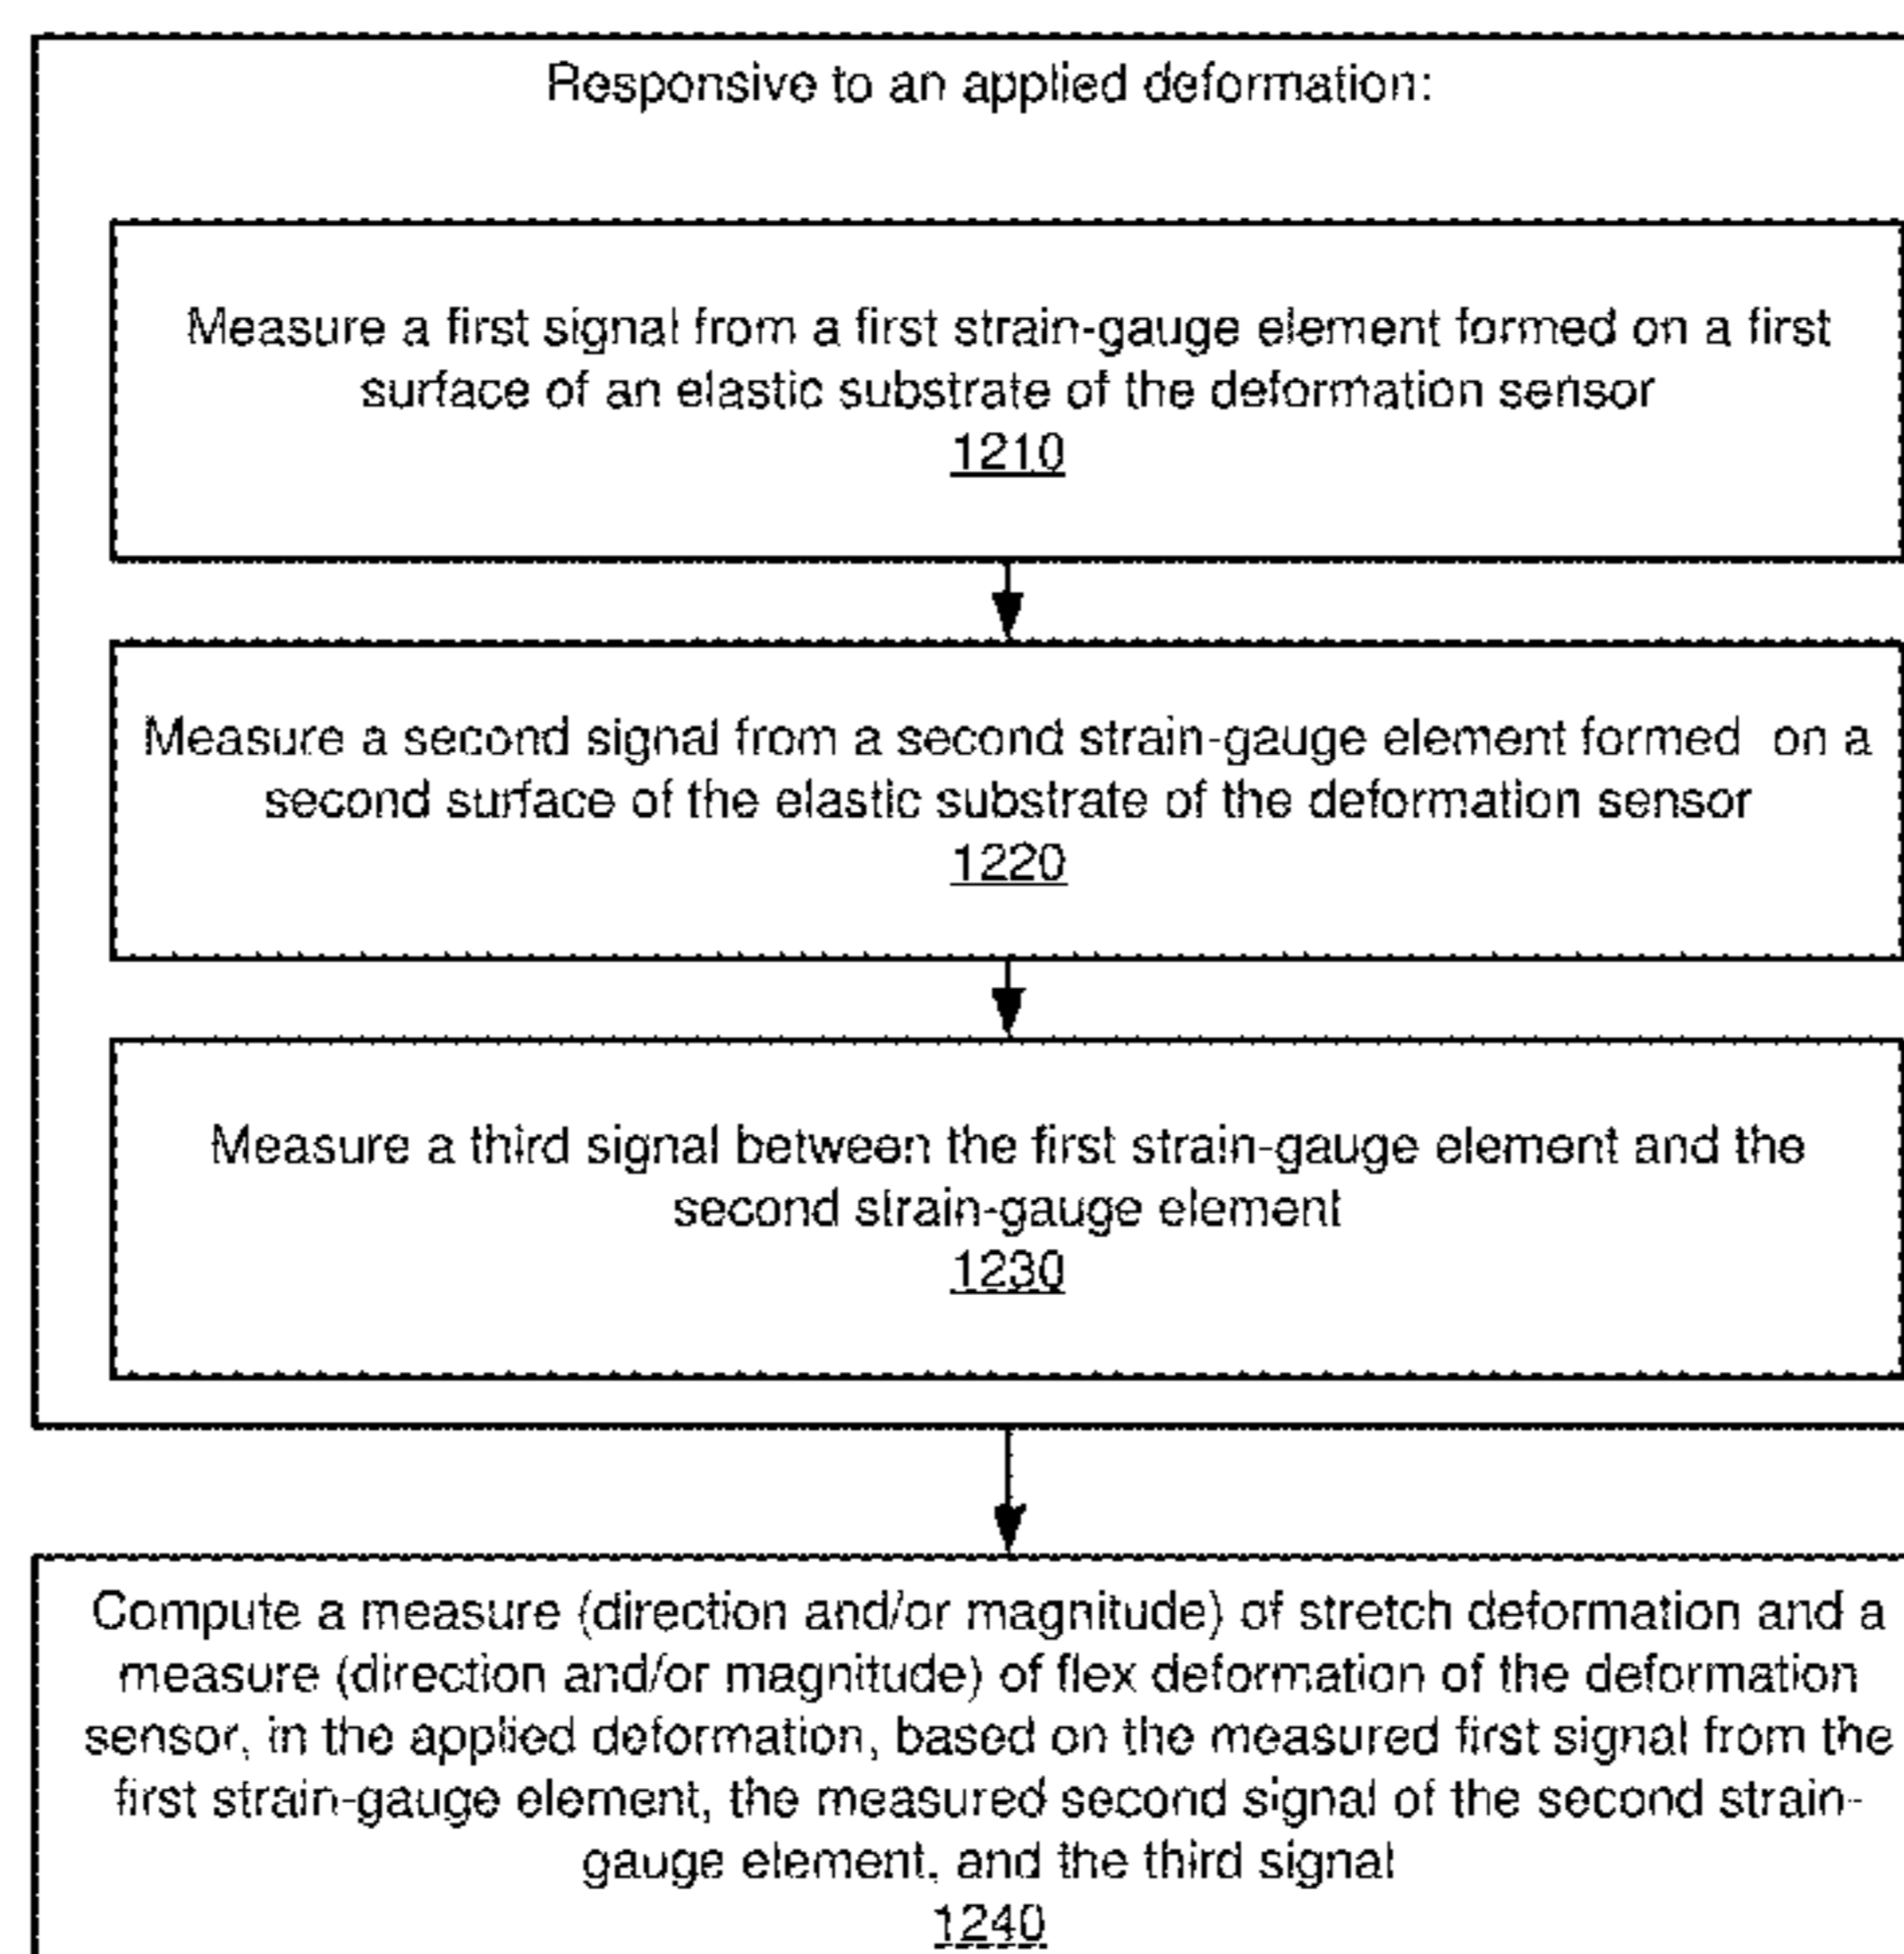 Responsive to an applied deformation:
Measure a first signal from a first strain-gauge element formed on a first
surface of an elastic substrate of the deformation sensor
1210
Measure a second signal from a second strain-gauge element formed on a
second surface of the elastic substrate of the deformation sensor
1220
Measure a third signal between the first strain-gauge element and the
second strain-gauge element
1230
Compute a measure (direction and/or magnitude) of stretch deformation and a
measure (direction and/or magnitude) of flex deformation of the deformation
sensor, in the applied deformation, based on the measured first signal from the
first strain-gauge element, the measured second signal of the second strain-
gauge element, and the third signal
1240